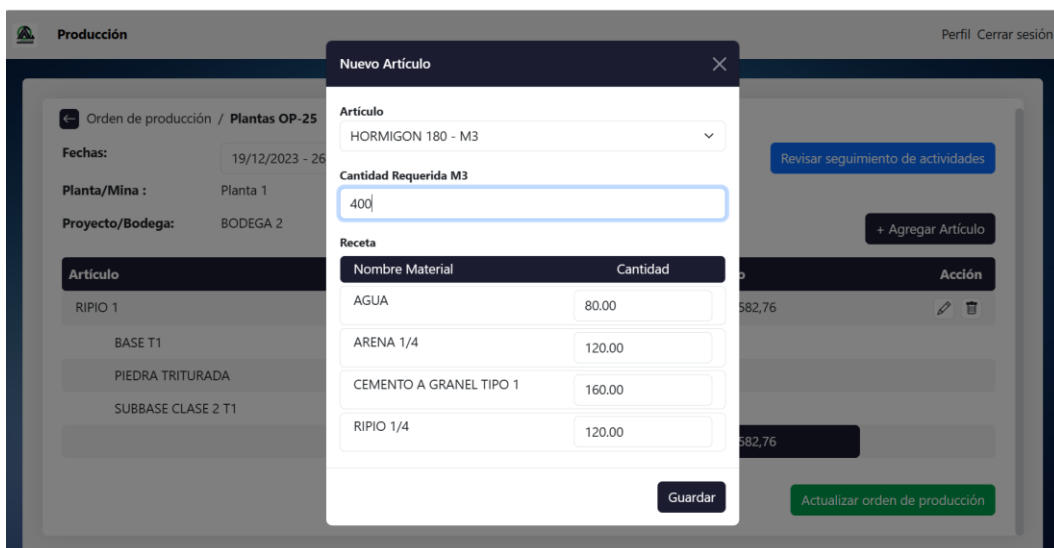 Producción
Perfil Cerrar sesión
Orden de producción / Plantas OP-25
Fechas:
19/12/2023 - 26
Revisar seguimiento de actividades
Planta/Mina :
Planta 1
Proyecto/Bodega:
BODEGA 2
+ Agregar Artículo
Artículo
o
Acción
RIPIO 1
582,76
BASE T1
PIEDRA TRITURADA
SUBBASE CLASE 2 T1
582,76
Actualizar orden de producción
Nuevo Artículo
Artículo
HORMIGON 180 - M3
Cantidad Requerida M3
400
Receta
Nombre Material Cantidad
AGUA 80.00
ARENA 1/4 120.00
CEMENTO A GRANEL TIPO 1 160.00
RIPIO 1/4 120.00
Guardar